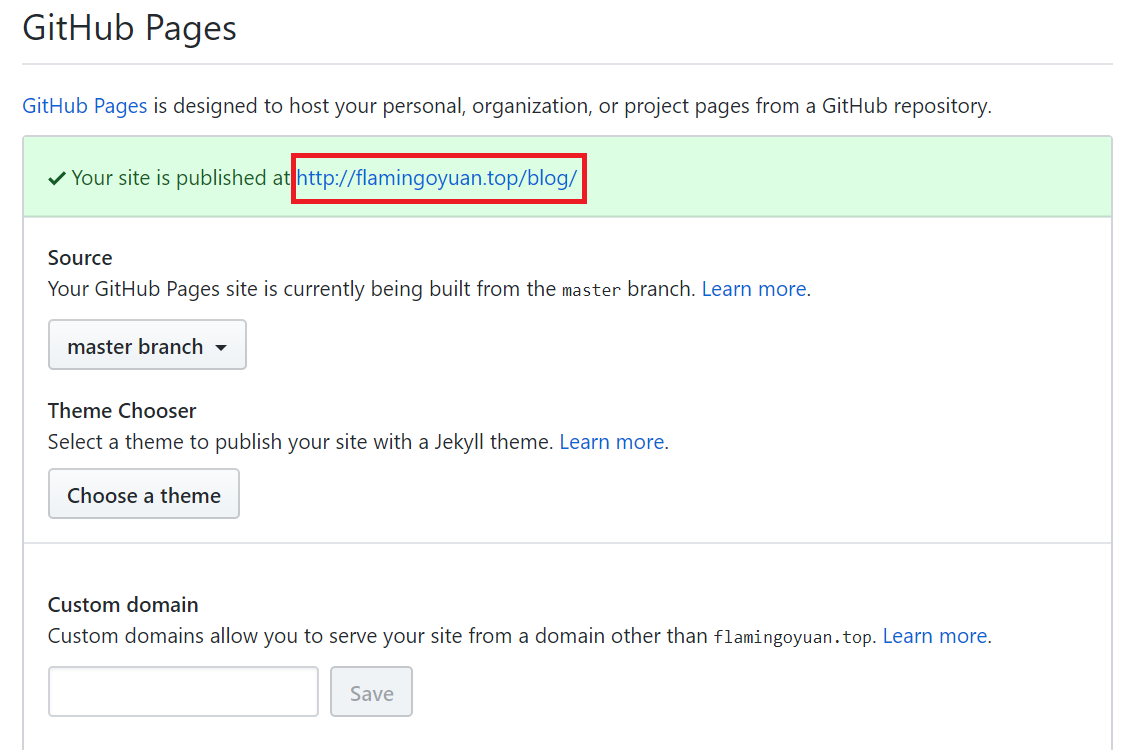 GitHub Pages
GitHub Pages is designed to host your personal, organization, or project pages from a GitHub repository.
Your site is published at http://flamingoyuan.top/blog/
Source
Your GitHub Pages site is currently being built from the master branch. Learn more.
master branch
Theme Chooser
Select a theme to publish your site with a Jekyll theme. Learn more.
Choose a theme
Custom domain
Custom domains allow you to serve your site from a domain other than flamingoyuan.top. Learn more.
Save